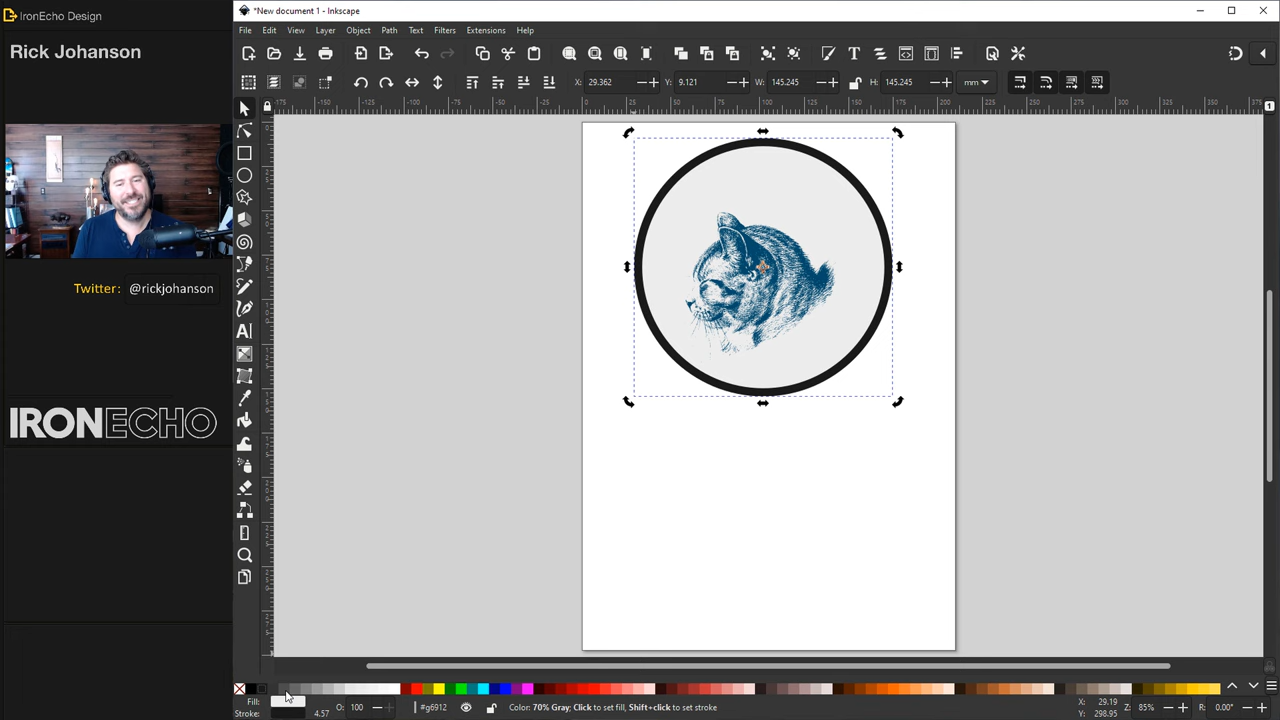 IronEcho Design
Rick Johanson
Twitter: @rickjohanson
IRONECHO
*New document 1 - Inkscape
File Edit View Layer Object Path Text Filters Extensions Help
X: 29.362 Y: 9.121 W: 145.245 H: 145.245 mm
Fill:
Stroke: 4.57 O: 100 #g6912 Color: 70% Gray; Click to set fill, Shift+click to set stroke X: 29.19 Y: 298.95 Z: 85% R: 0.00°